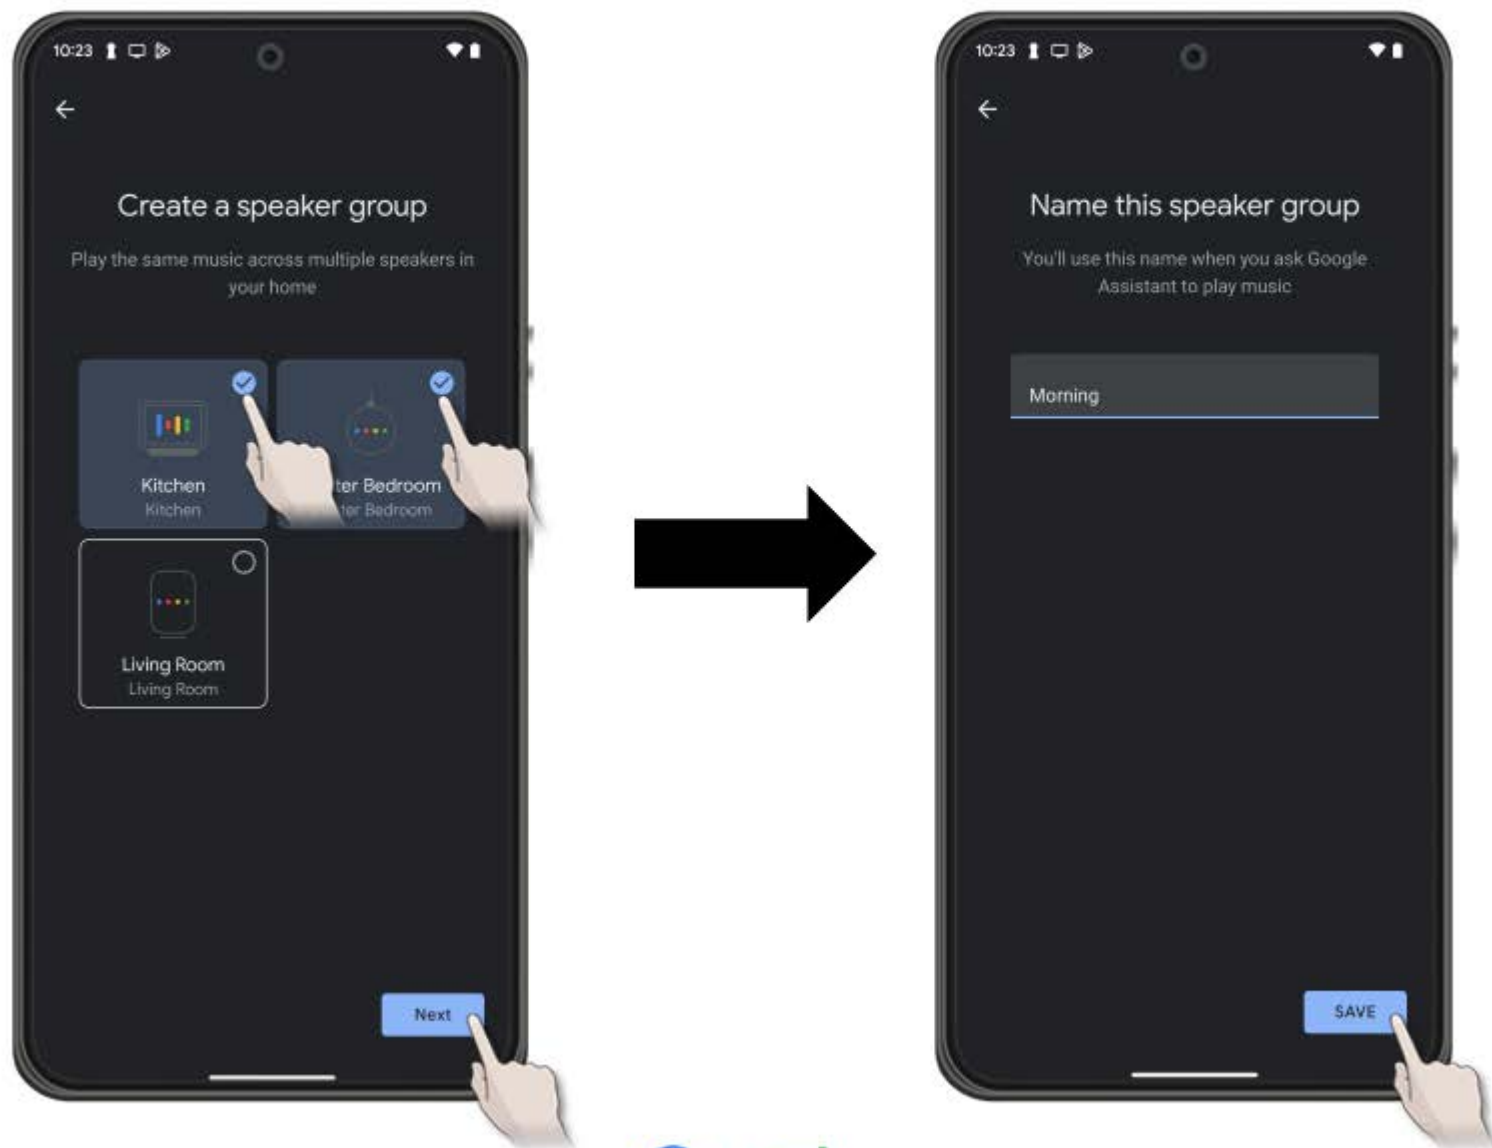 10:23
Create a speaker group
Play the same music across multiple speakers in
your home
Kitchen
Kitchen
Bedroom
Bedroom
Living Room
Living Room
Next
10:23
Name this speaker group
You'll use this name when you ask Google
Assistant to play music
Morning
SAVE